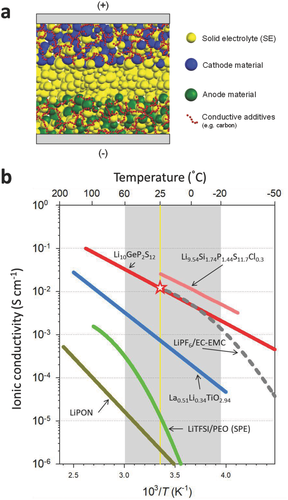 a
(+)
Solid electrolyte (SE)
Cathode material
Anode material
Conductive additives
(e.g. carbon)
(-)
b
Temperature (˚C)
200 100 60 25 0 -20 -50
Ionic conductivity (S cm⁻¹)
10⁰
10⁻¹
10⁻²
10⁻³
10⁻⁴
10⁻⁵
10⁻⁶
Li₁₀GeP₂S₁₂
Li₉.₅₄Si₁.₇₄P₁.₄₄S₁₁.₇Cl₀.₃
LiPF₆/EC-EMC
La₀.₅₁Li₀.₃₄TiO₂.₉₄
LiPON
LiTFSI/PEO (SPE)
2.5 3.0 3.5 4.0 4.5
10³/T (K⁻¹)